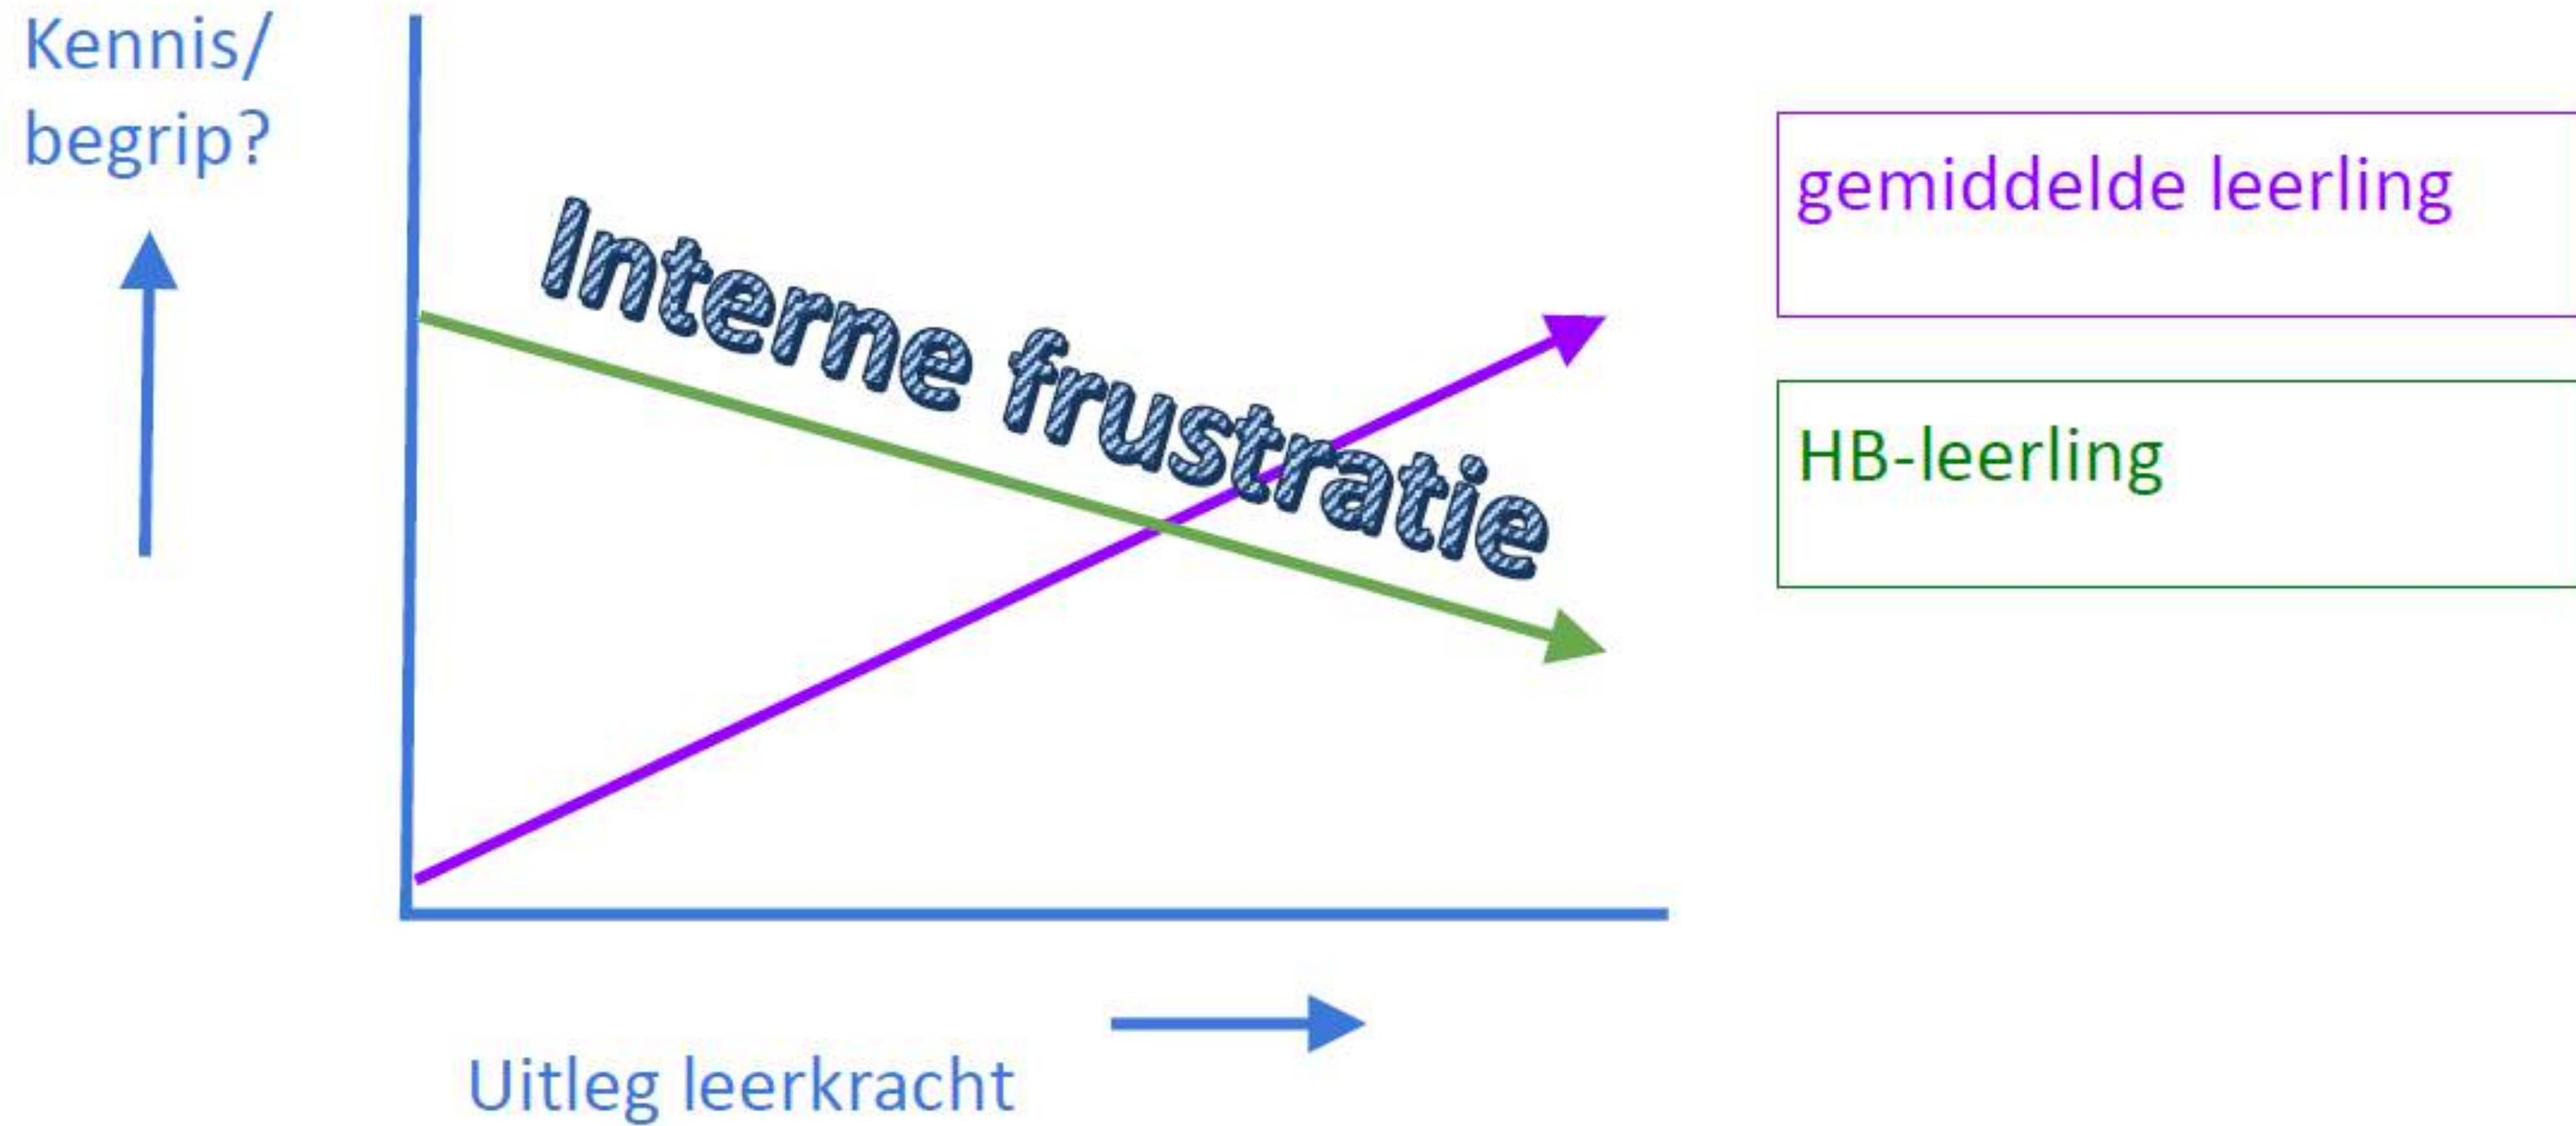 Kennis/
begrip?
Interne frustratie
gemiddelde leerling
HB-leerling
Uitleg leerkracht